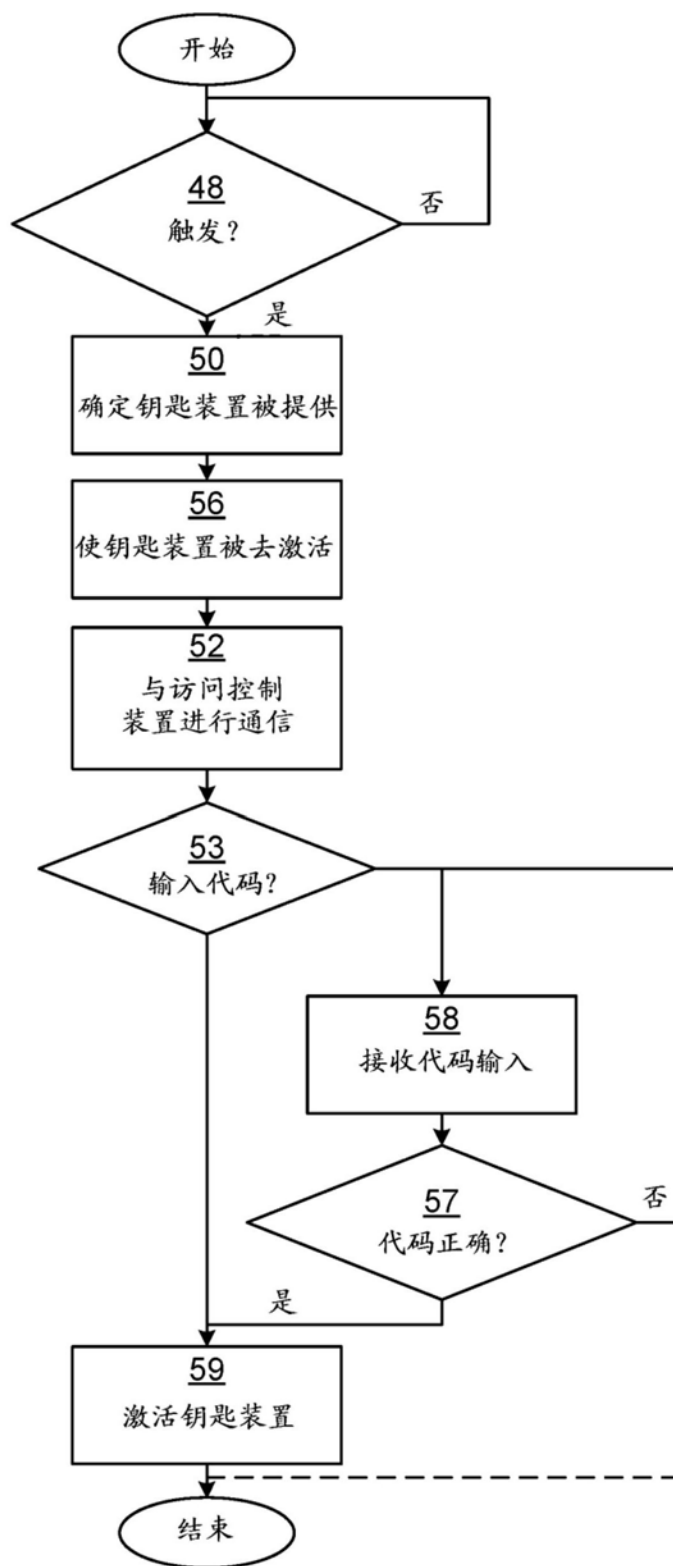 开始
48
触发?
否
是
50
确定钥匙装置被提供
56
使钥匙装置被去激活
52
与访问控制
装置进行通信
53
输入代码?
58
接收代码输入
57
代码正确?
否
是
59
激活钥匙装置
结束